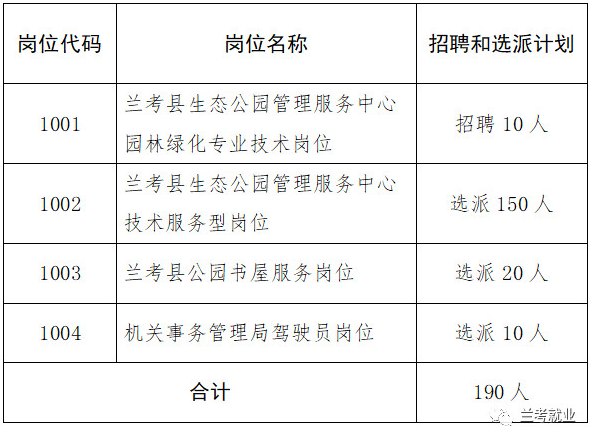 岗位代码 岗位名称 招聘和选派计划
1001 兰考县生态公园管理服务中心
园林绿化专业技术岗位 招聘 10 人
1002 兰考县生态公园管理服务中心
技术服务型岗位 选派 150 人
1003 兰考县公园书屋服务岗位 选派 20 人
1004 机关事务管理局驾驶员岗位 选派 10 人
合计 190 人
兰考就业